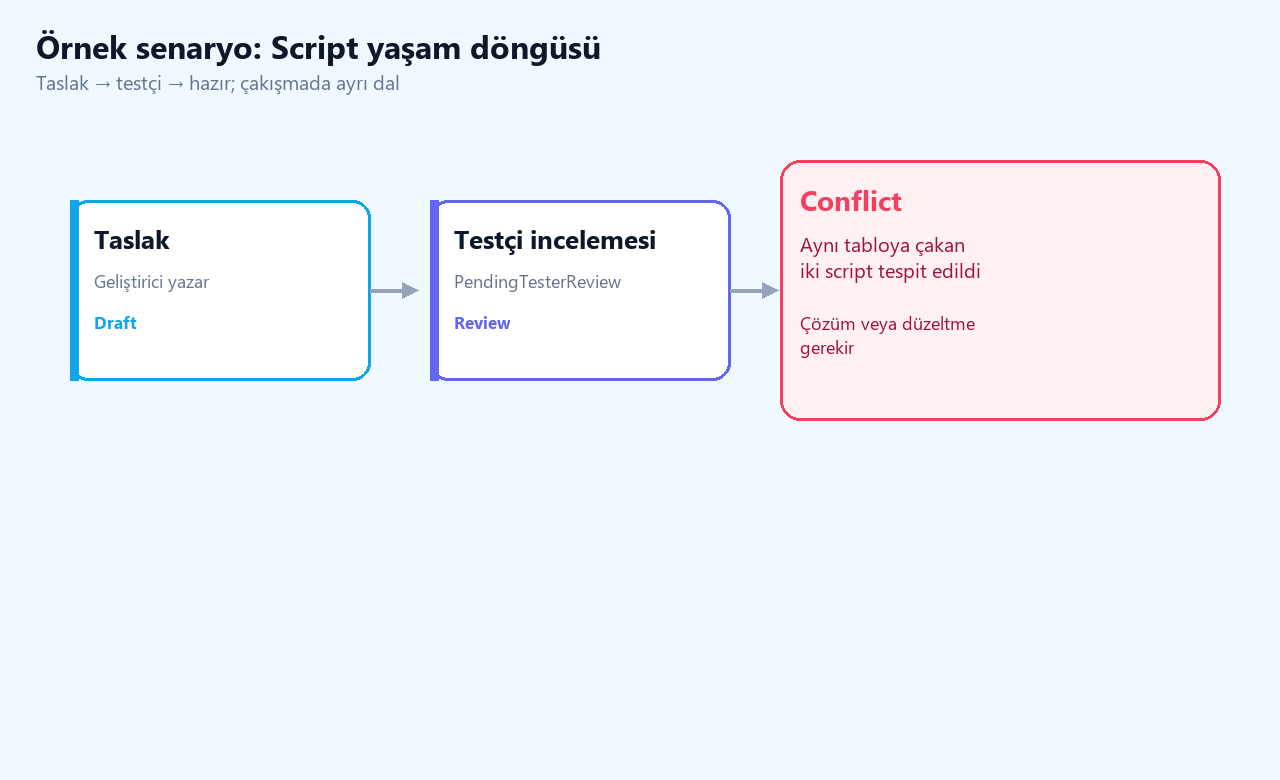 Örnek senaryo: Script yaşam döngüsü
Taslak → testçi → hazır; çakışmada ayrı dal
Taslak
Geliştirici yazar
Draft
Testçi incelemesi
PendingTesterReview
Review
Conflict
Aynı tabloya çakan
iki script tespit edildi
Çözüm veya düzeltme
gerekir